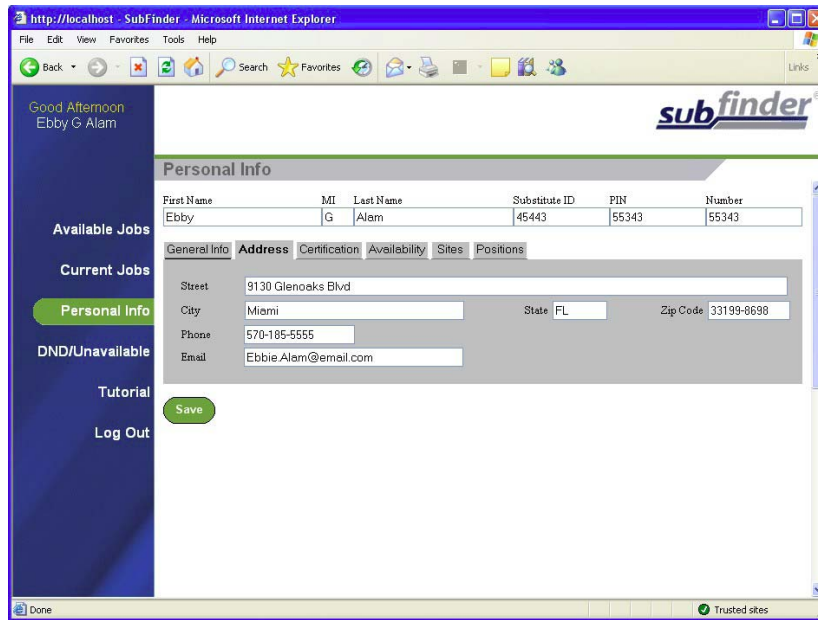 http://localhost - SubFinder - Microsoft Internet Explorer
File Edit View Favorites Tools Help
Back Search Favorites Links
Good Afternoon
Ebby G Alam
subfinder
Personal Info
First Name MI Last Name Substitute ID PIN Number
Ebby G Alam 45443 55343 55343
Available Jobs
General Info Address Certification Availability Sites Positions
Current Jobs
Street 9130 Glenoaks Blvd
Personal Info
City Miami State FL Zip Code 33199-8698
Phone 570-185-5555
DND/Unavailable
Email Ebbie.Alam@email.com
Tutorial
Save
Log Out
Done Trusted sites